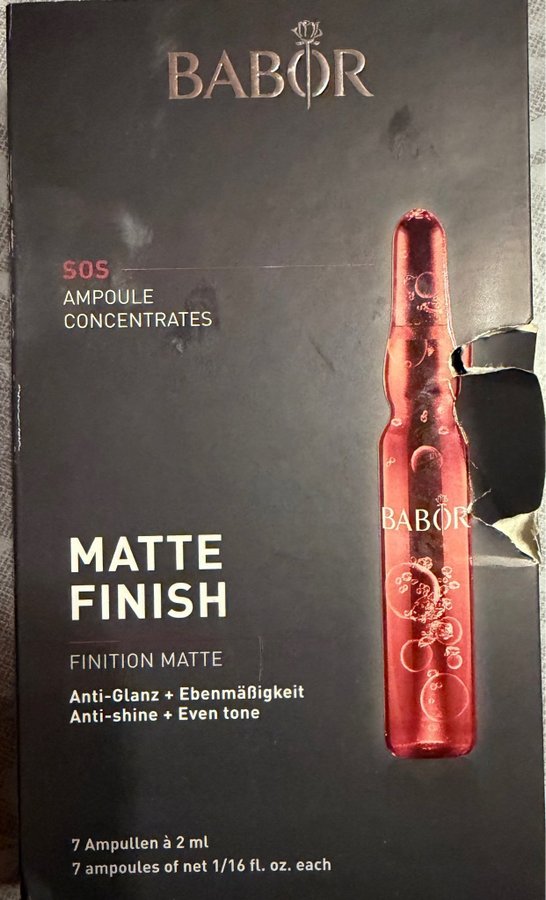 BABOR
SOS
AMPOULE
CONCENTRATES
BABOR
MATTE
FINISH
FINITION MATTE
Anti-Glanz + Ebenmäßigkeit
Anti-shine + Even tone
7 Ampullen à 2 ml
7 ampoules of net 1/16 fl. oz. each